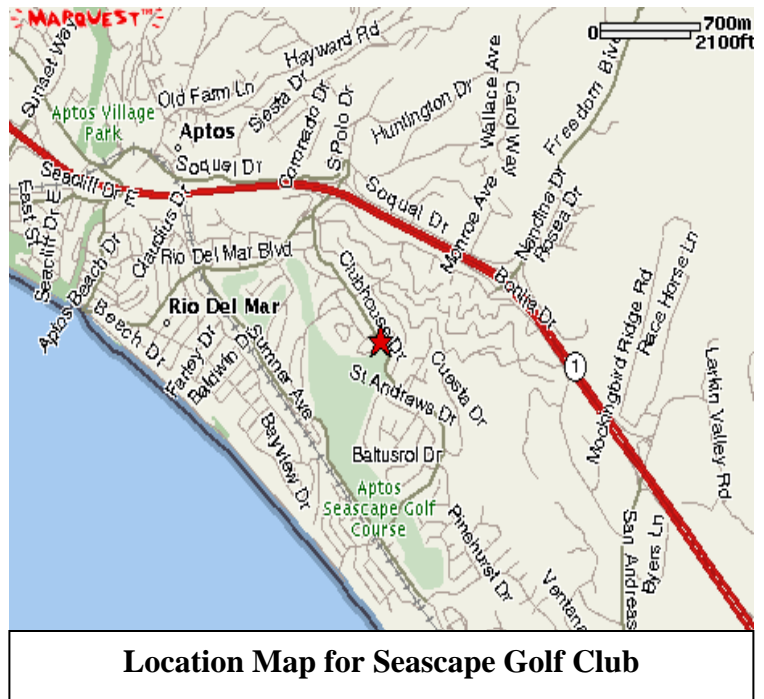 MAPQUEST™
0 700m
2100ft
Sunset Way
Hayward Rd
Old Farm Ln
Siesta Dr
Coronado Dr
S Polo Dr
Huntington Dr
Wallace Ave
Carol Way
Aptos Village
Park
Aptos
Soquel Dr
Seacliff Dr E
East St
Seacliff Dr E
Aptos Beach Dr
Claudius Dr
Rio Del Mar Blvd
Soquel Dr
Monroe Ave
Nandina Dr
Rosea Dr
Bonita Dr
Clubhouse Dr
Rio Del Mar
Beech Dr
Farley Dr
Baldwin Dr
Sumner Ave
St Andrews Dr
Cuesta Dr
1
Mockingbird Ridge Rd
Race Horse Ln
Larkin Valley Rd
Bayview Dr
Baltusrol Dr
Aptos
Seascape Golf
Course
Pinehurst Dr
Ventana
San Andreas
Byers Ln
Location Map for Seascape Golf Club